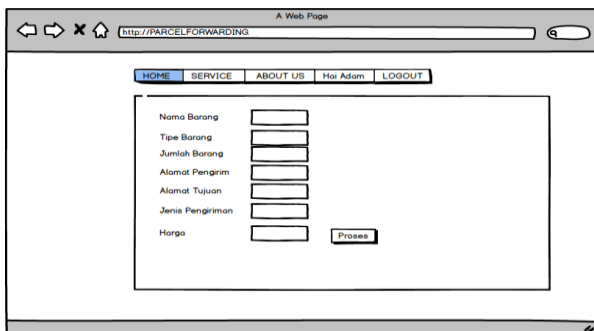 A Web Page
http://PARCELFORWARDING
HOME SERVICE ABOUT US Hai Adam LOGOUT
Nama Barang
Tipe Barang
Jumlah Barang
Alamat Pengirim
Alamat Tujuan
Jenis Pengiriman
Harga Proses